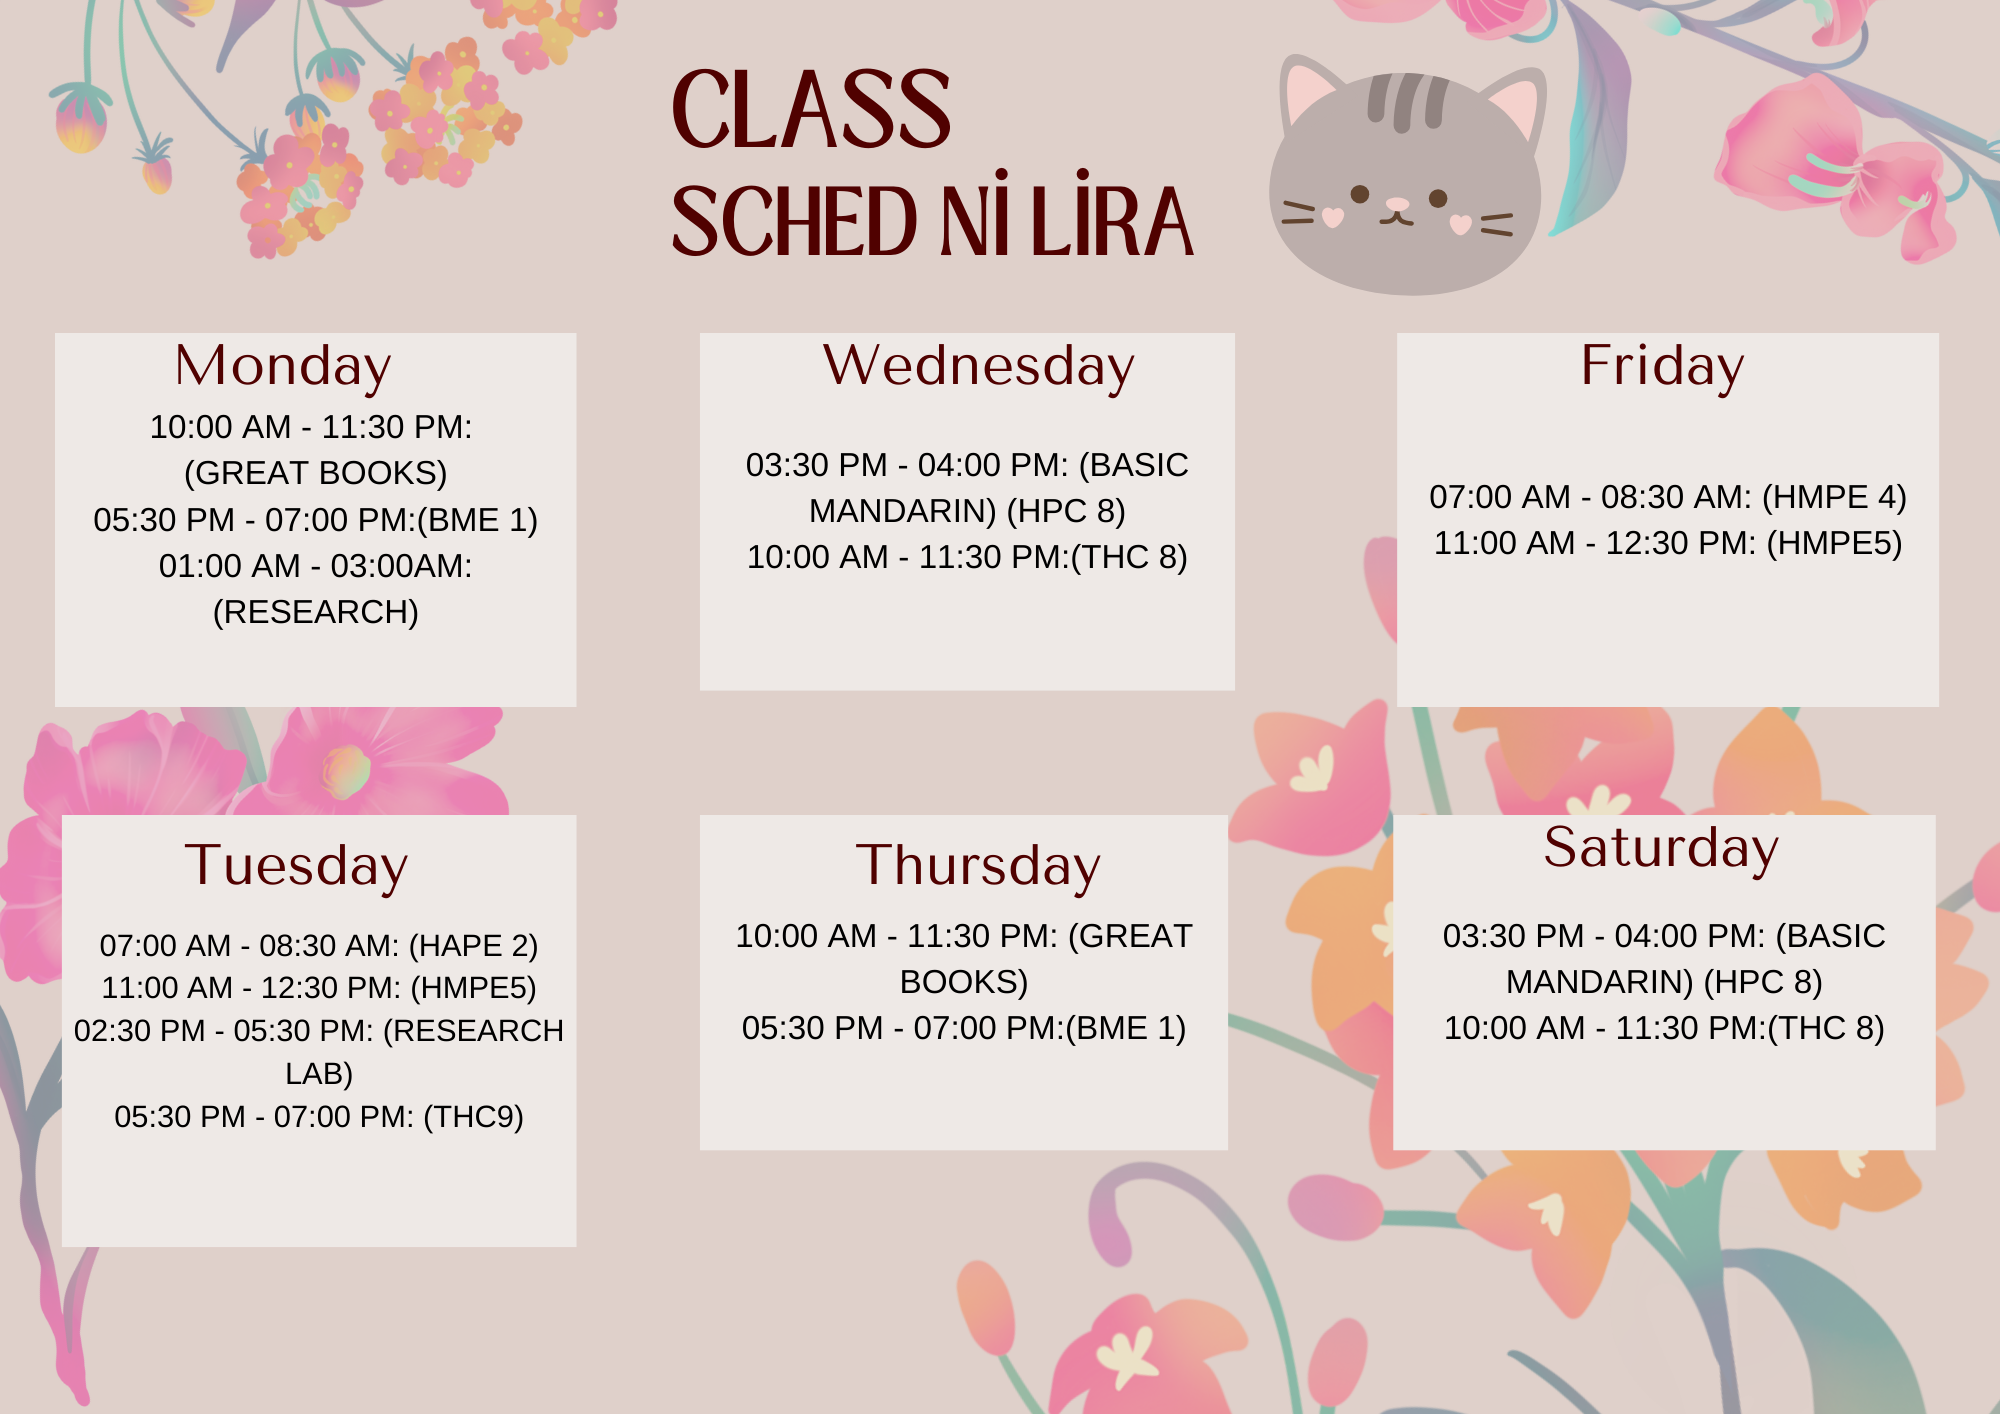 CLASS
SCHED Nİ LİRA
Monday
10:00 AM - 11:30 PM:
(GREAT BOOKS)
05:30 PM - 07:00 PM:(BME 1)
01:00 AM - 03:00AM:
(RESEARCH)
Wednesday
03:30 PM - 04:00 PM: (BASIC
MANDARIN) (HPC 8)
10:00 AM - 11:30 PM:(THC 8)
Friday
07:00 AM - 08:30 AM: (HMPE 4)
11:00 AM - 12:30 PM: (HMPE5)
Tuesday
07:00 AM - 08:30 AM: (HAPE 2)
11:00 AM - 12:30 PM: (HMPE5)
02:30 PM - 05:30 PM: (RESEARCH
LAB)
05:30 PM - 07:00 PM: (THC9)
Thursday
10:00 AM - 11:30 PM: (GREAT
BOOKS)
05:30 PM - 07:00 PM:(BME 1)
Saturday
03:30 PM - 04:00 PM: (BASIC
MANDARIN) (HPC 8)
10:00 AM - 11:30 PM:(THC 8)